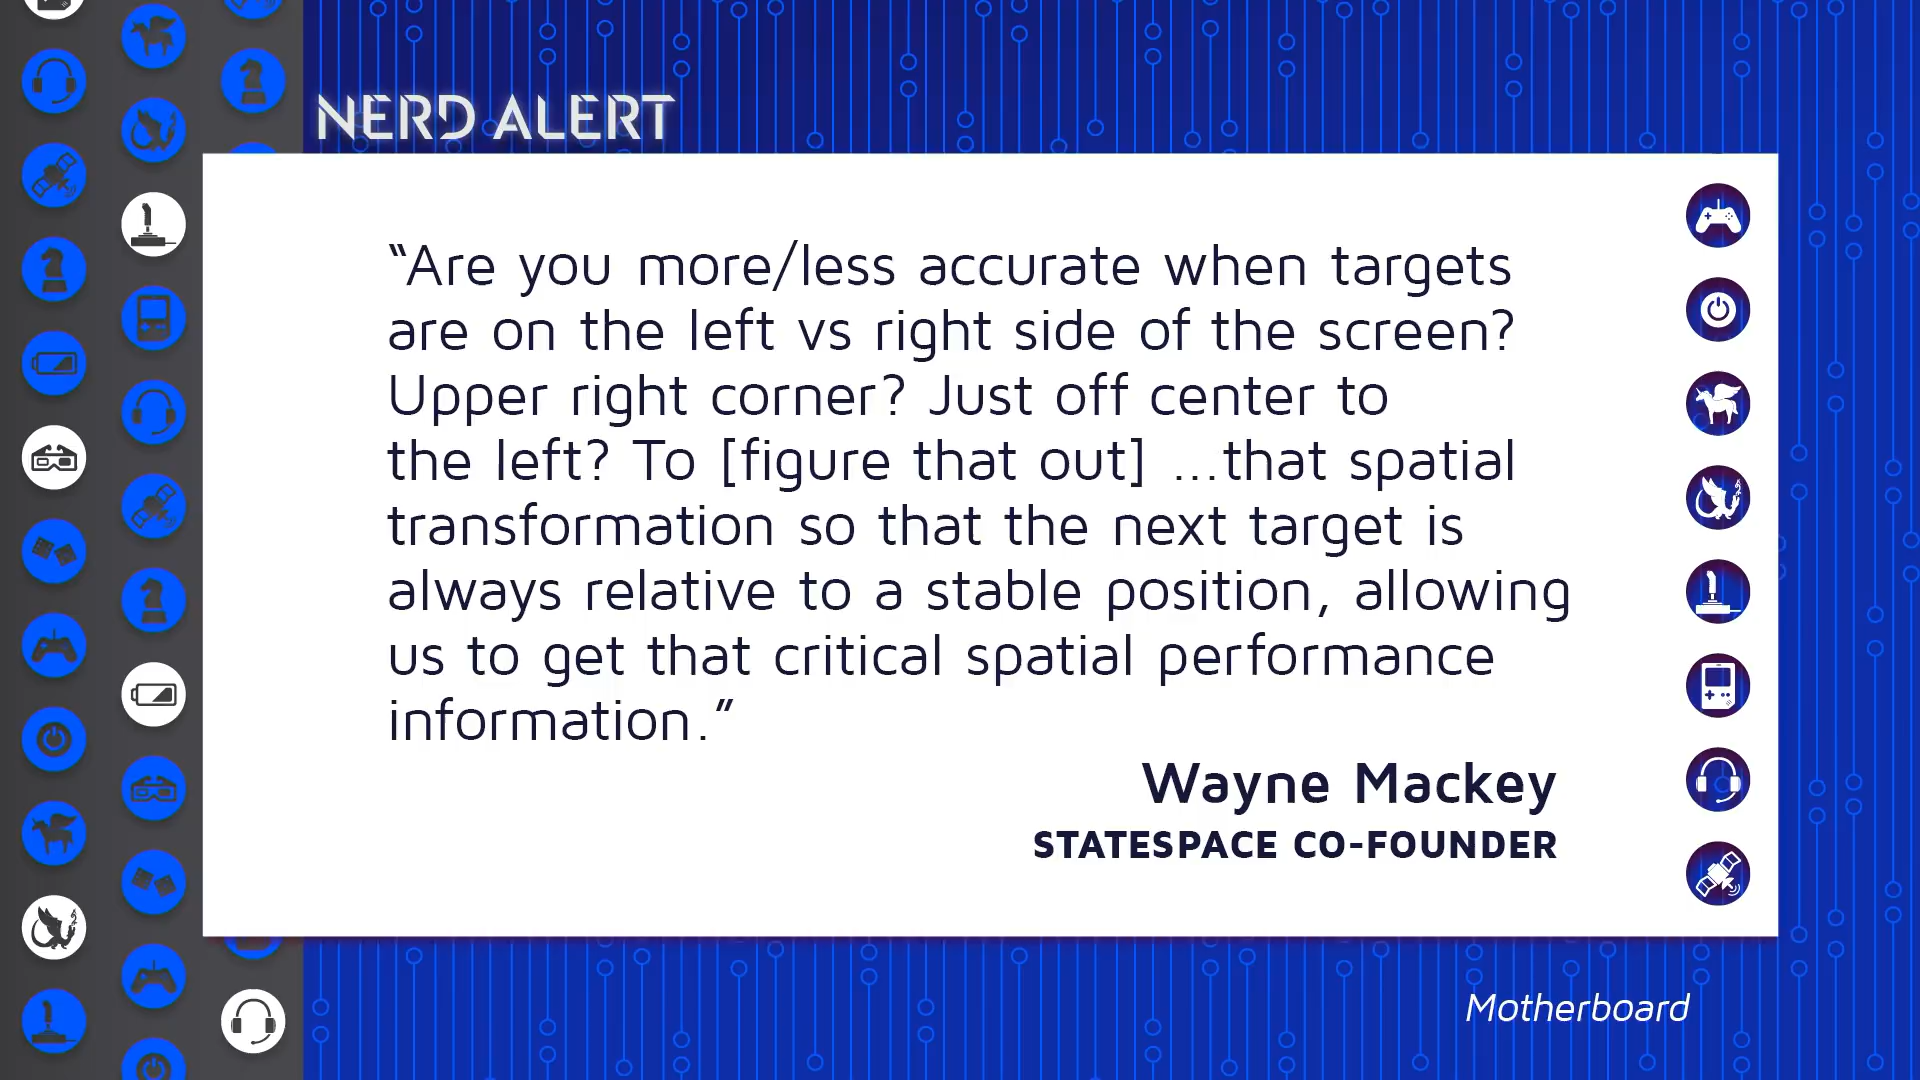 NERD ALERT
“Are you more/less accurate when targets
are on the left vs right side of the screen?
Upper right corner? Just off center to
the left? To [figure that out] ...that spatial
transformation so that the next target is
always relative to a stable position, allowing
us to get that critical spatial performance
information.”
Wayne Mackey
STATESPACE CO-FOUNDER
Motherboard